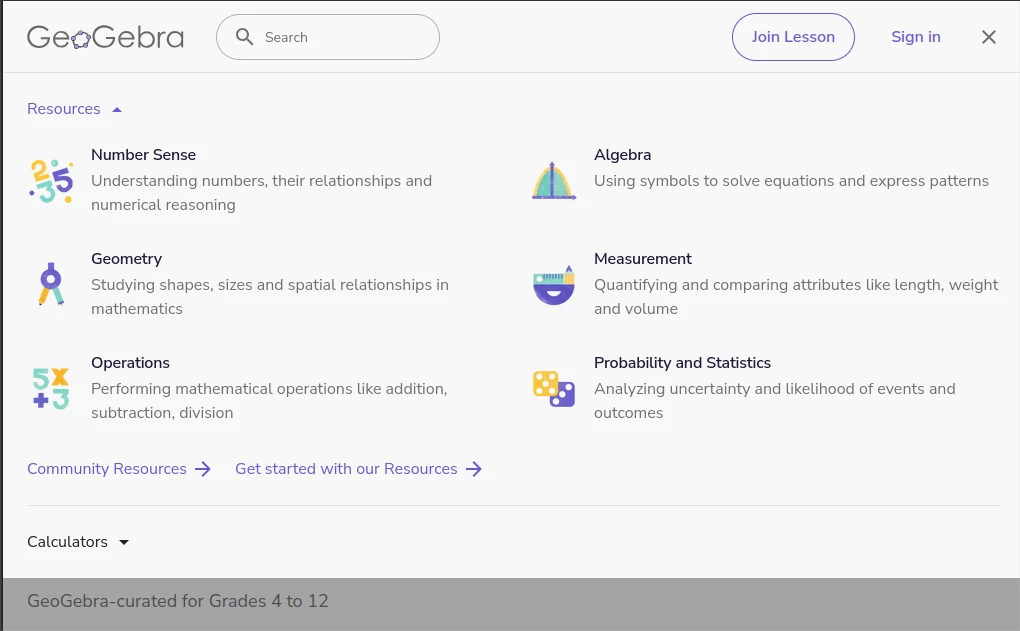 GeoGebra
Search
Join Lesson
Sign in
Resources
Number Sense
Understanding numbers, their relationships and
numerical reasoning
Algebra
Using symbols to solve equations and express patterns
Geometry
Studying shapes, sizes and spatial relationships in
mathematics
Measurement
Quantifying and comparing attributes like length, weight
and volume
Operations
Performing mathematical operations like addition,
subtraction, division
Probability and Statistics
Analyzing uncertainty and likelihood of events and
outcomes
Community Resources
Get started with our Resources
Calculators
GeoGebra-curated for Grades 4 to 12